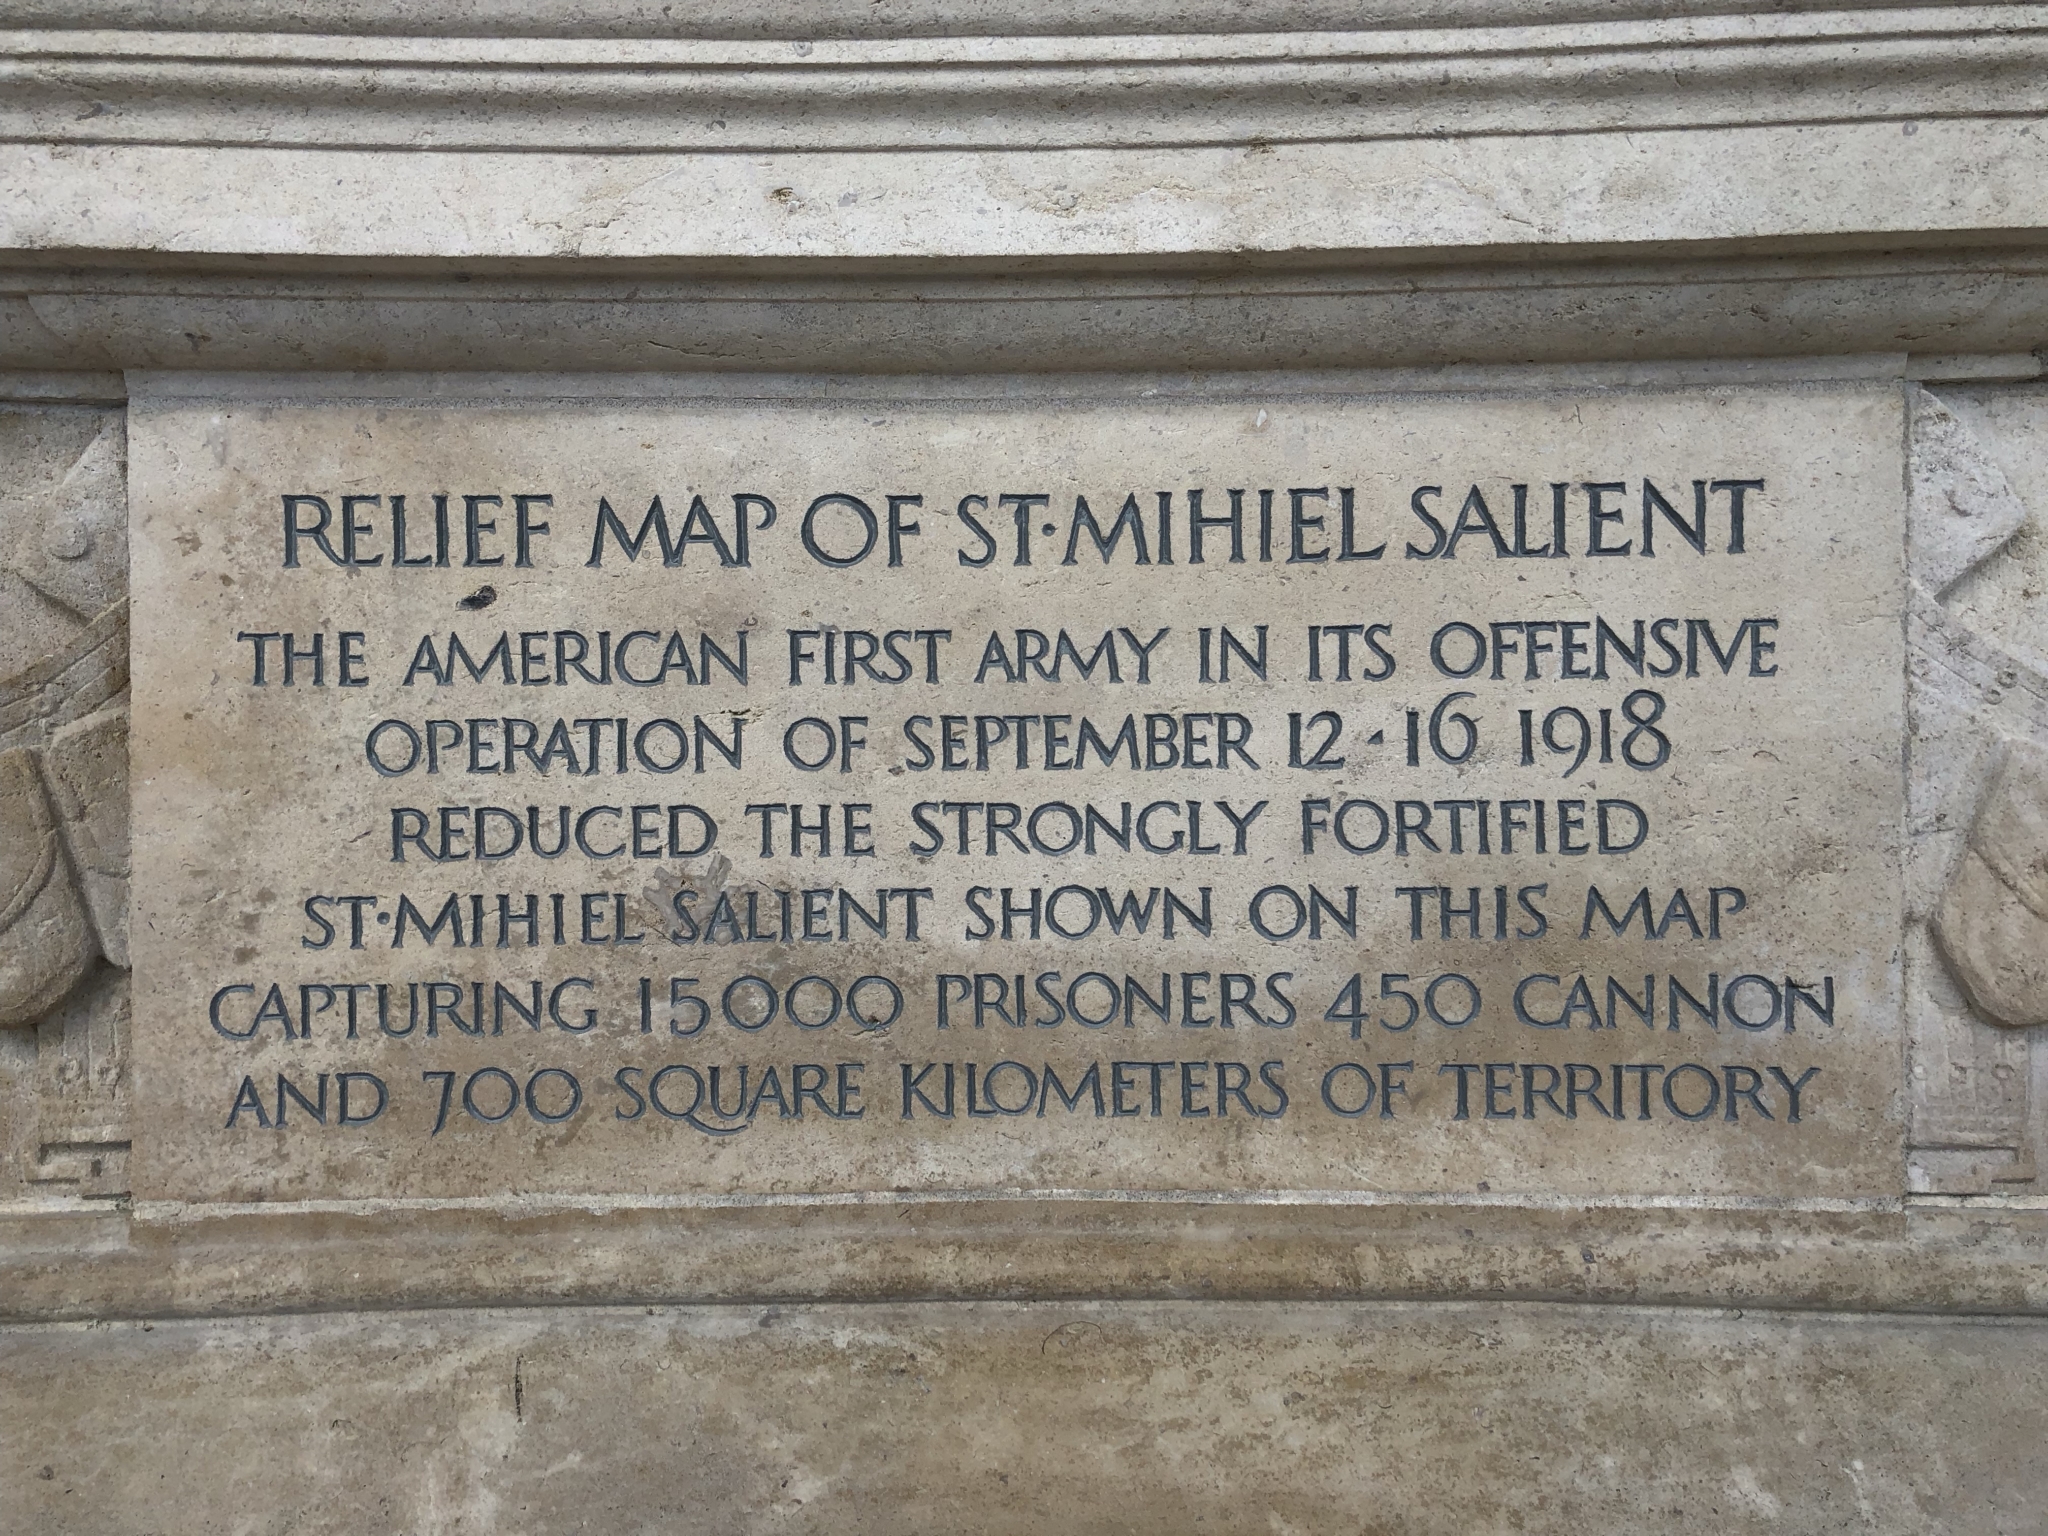 RELIEF MAP OF ST·MIHIEL SALIENT
THE AMERICAN FIRST ARMY IN ITS OFFENSIVE
OPERATION OF SEPTEMBER 12·16 1918
REDUCED THE STRONGLY FORTIFIED
ST·MIHIEL SALIENT SHOWN ON THIS MAP
CAPTURING 15000 PRISONERS 450 CANNON
AND 700 SQUARE KILOMETERS OF TERRITORY